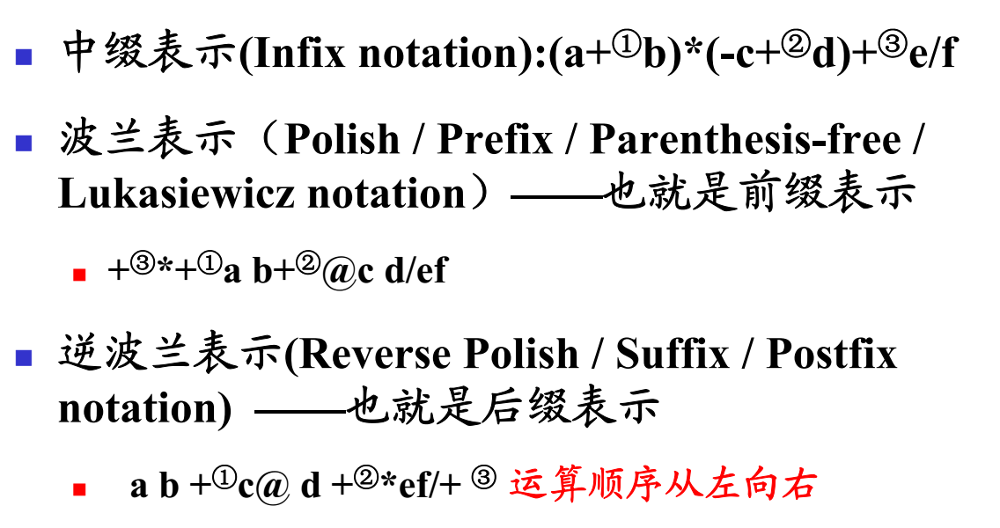 中缀表示(Infix notation):(a+①b)*(-c+②d)+③e/f
波兰表示（Polish / Prefix / Parenthesis-free /
Lukasiewicz notation）——也就是前缀表示
+③*+①a b+②@c d/ef
逆波兰表示(Reverse Polish / Suffix / Postfix
notation) ——也就是后缀表示
a b +①c@ d +②*ef/+ ③ 运算顺序从左向右